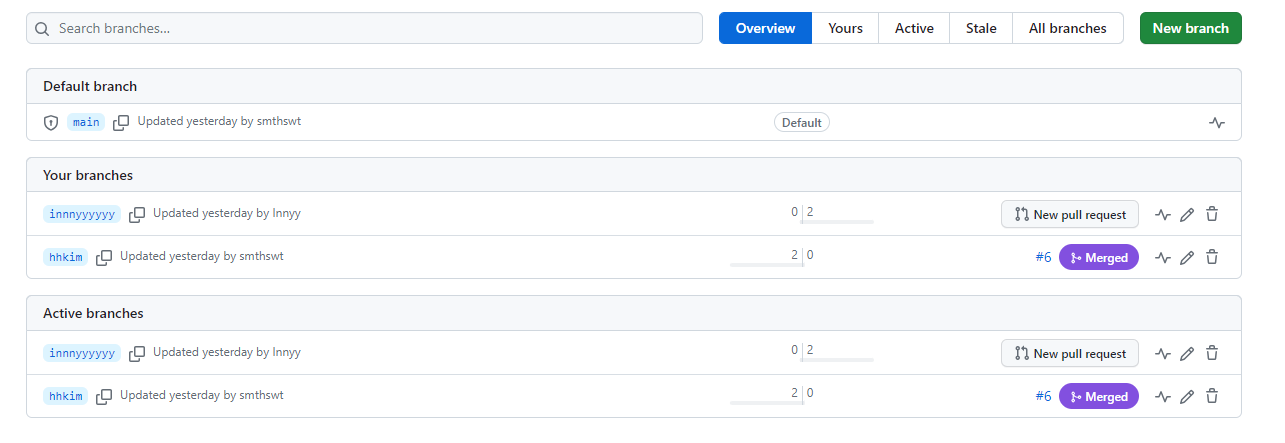 Search branches... Overview Yours Active Stale All branches New branch
Default branch
main Updated yesterday by smthswt Default
Your branches
innnyyyyyy Updated yesterday by Innyy 0 2 New pull request
hhkim Updated yesterday by smthswt 2 0 #6 Merged
Active branches
innnyyyyyy Updated yesterday by Innyy 0 2 New pull request
hhkim Updated yesterday by smthswt 2 0 #6 Merged